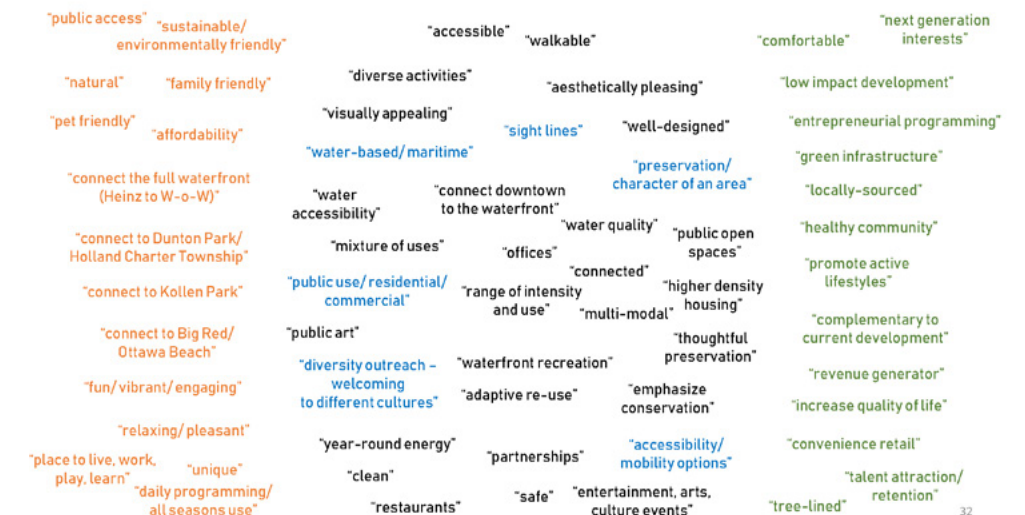 "public access"
"sustainable/
environmentally friendly"
"natural"
"family friendly"
"pet friendly"
"affordability"
"connect the full waterfront
(Heinz to W-o-W)"
"connect to Dunton Park/
Holland Charter Township"
"connect to Kollen Park"
"connect to Big Red/
Ottawa Beach"
"fun/ vibrant/ engaging"
"relaxing/ pleasant"
"place to live, work,
play, learn"
"unique"
"daily programming/
all seasons use"
"accessible"
"walkable"
"diverse activities"
"aesthetically pleasing"
"visually appealing"
"sight lines"
"well-designed"
"water-based/ maritime"
"preservation/
character of an area"
"water
accessibility"
"connect downtown
to the waterfront"
"water quality"
"public open
spaces"
"mixture of uses"
"offices"
"connected"
"public use/ residential/
commercial"
"range of intensity
and use"
"higher density
housing"
"multi-modal"
"public art"
"thoughtful
preservation"
"diversity outreach –
welcoming
to different cultures"
"waterfront recreation"
"adaptive re-use"
"emphasize
conservation"
"year-round energy"
"partnerships"
"accessibility/
mobility options"
"clean"
"restaurants"
"safe"
"entertainment, arts,
culture events"
"next generation
interests"
"comfortable"
"low impact development"
"entrepreneurial programming"
"green infrastructure"
"locally-sourced"
"healthy community"
"promote active
lifestyles"
"complementary to
current development"
"revenue generator"
"increase quality of life"
"convenience retail"
"talent attraction/
retention"
"tree-lined"
32